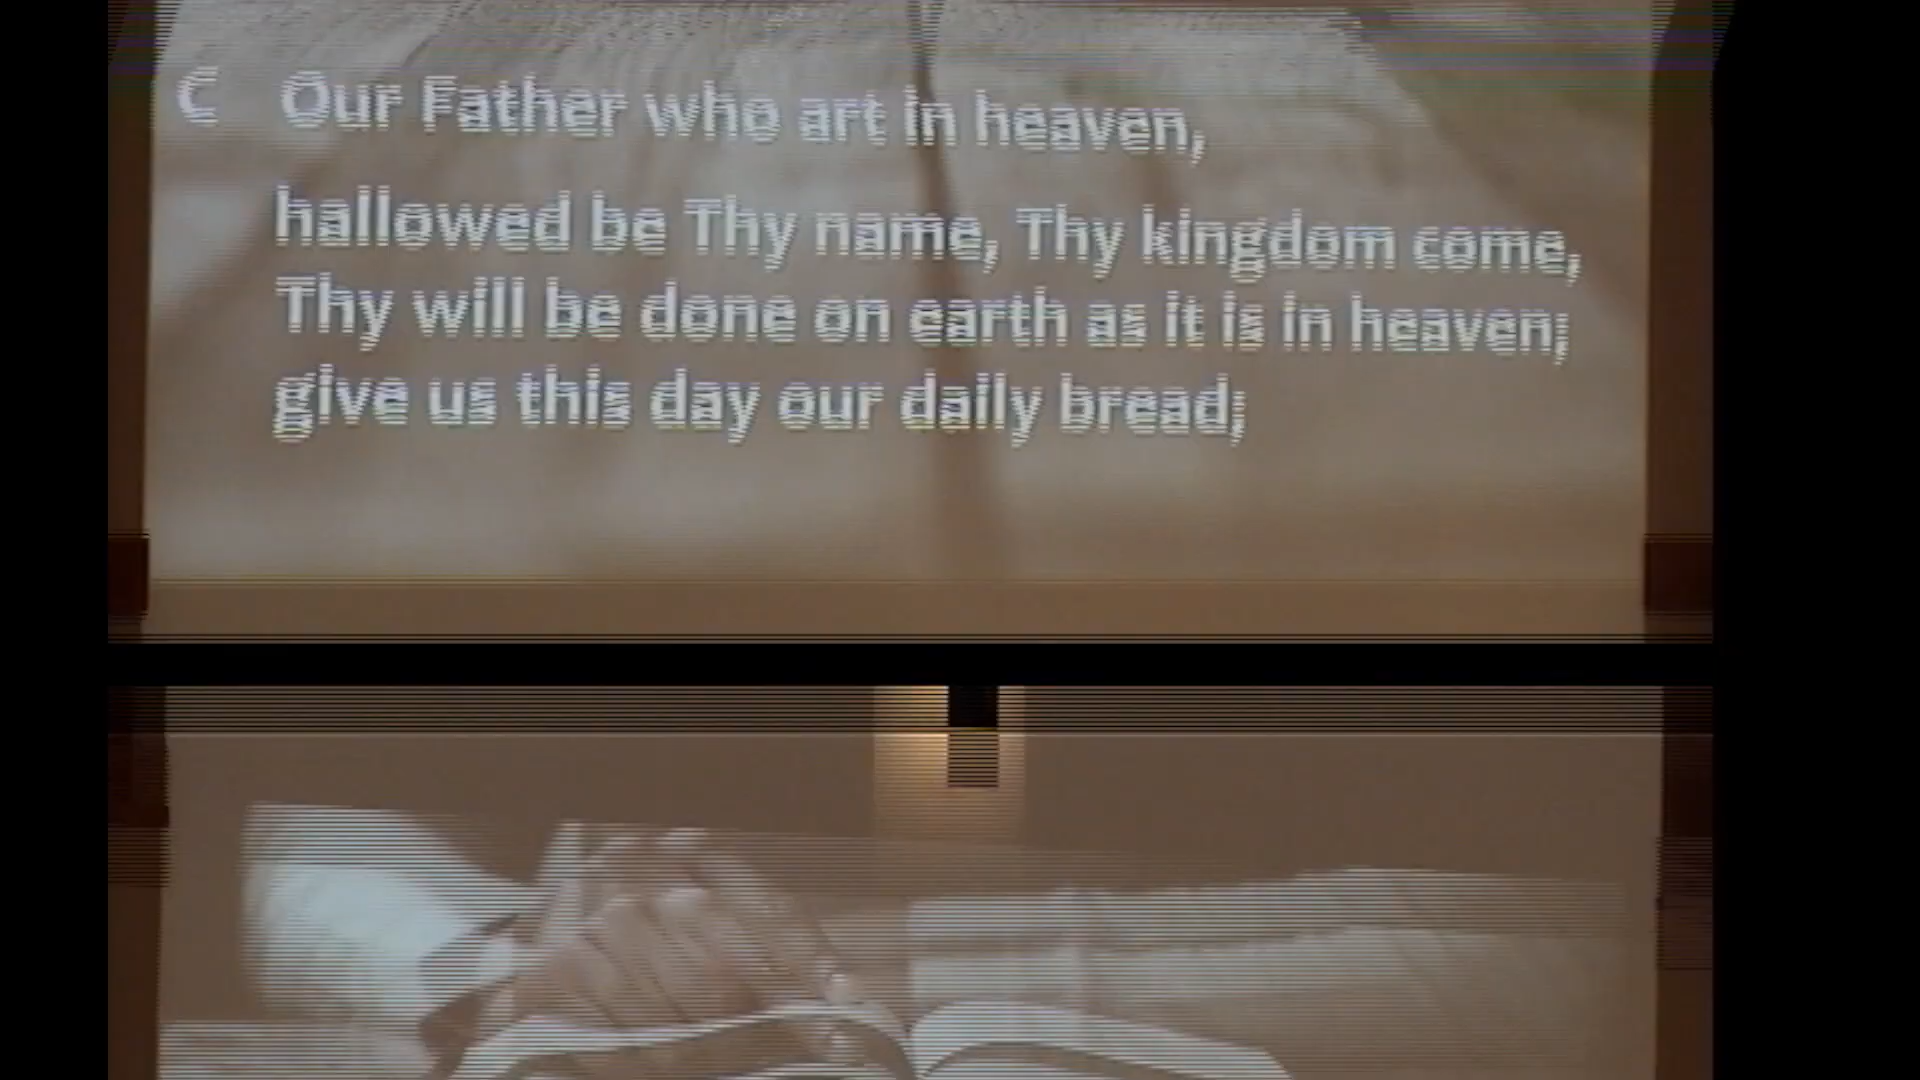 C Our Father who art in heaven,
hallowed be Thy name, Thy kingdom come,
Thy will be done on earth as it is in heaven;
give us this day our daily bread;